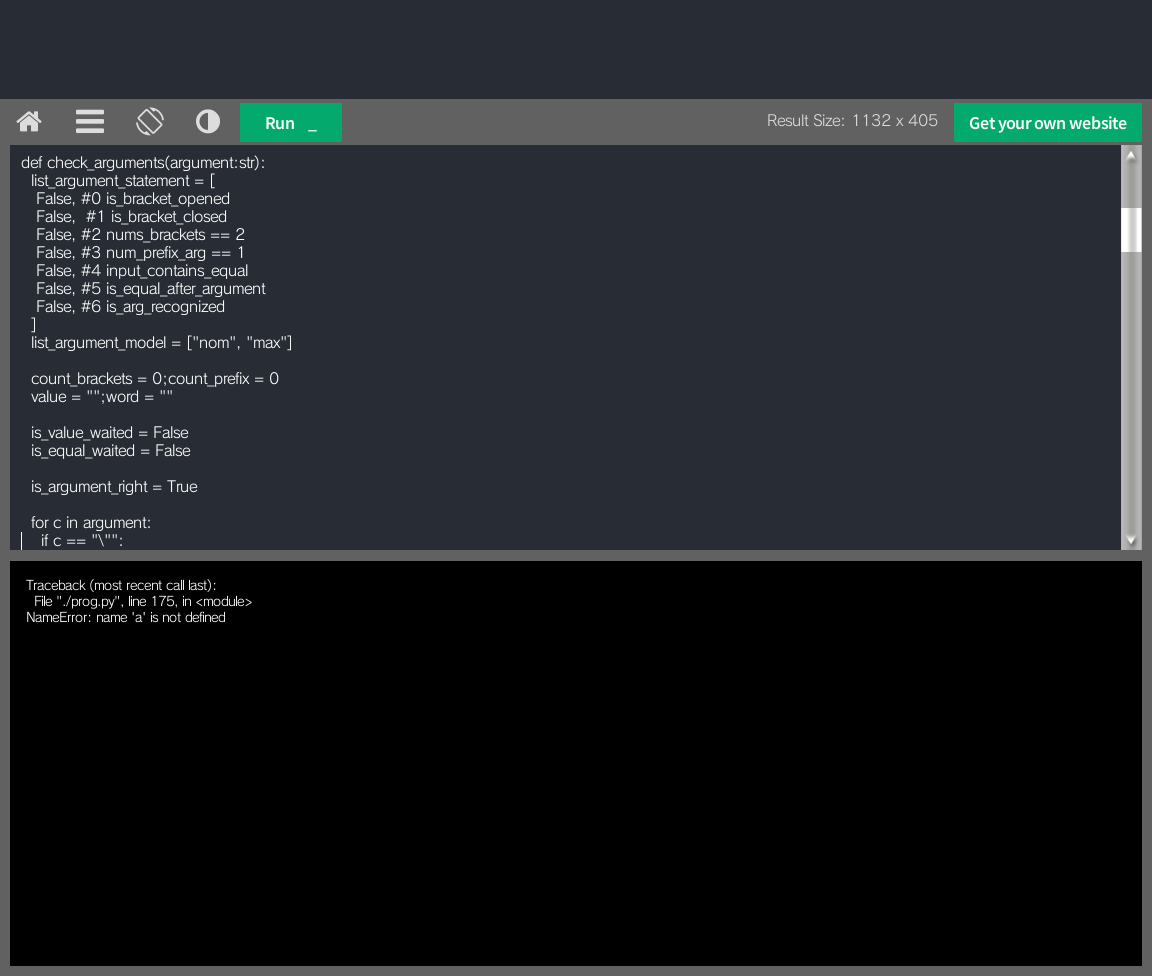 Run _
Result Size: 1132 x 405
Get your own website
def check_arguments(argument:str):
  list_argument_statement = [
   False, #0 is_bracket_opened
   False,  #1 is_bracket_closed
   False, #2 nums_brackets == 2
   False, #3 num_prefix_arg == 1
   False, #4 input_contains_equal
   False, #5 is_equal_after_argument
   False, #6 is_arg_recognized
  ]
  list_argument_model = ["nom", "max"]
  count_brackets = 0;count_prefix = 0
  value = "";word = ""
  is_value_waited = False
  is_equal_waited = False
  is_argument_right = True
  for c in argument:
    if c == "\"":
Traceback (most recent call last):
  File "./prog.py", line 175, in <module>
NameError: name 'a' is not defined